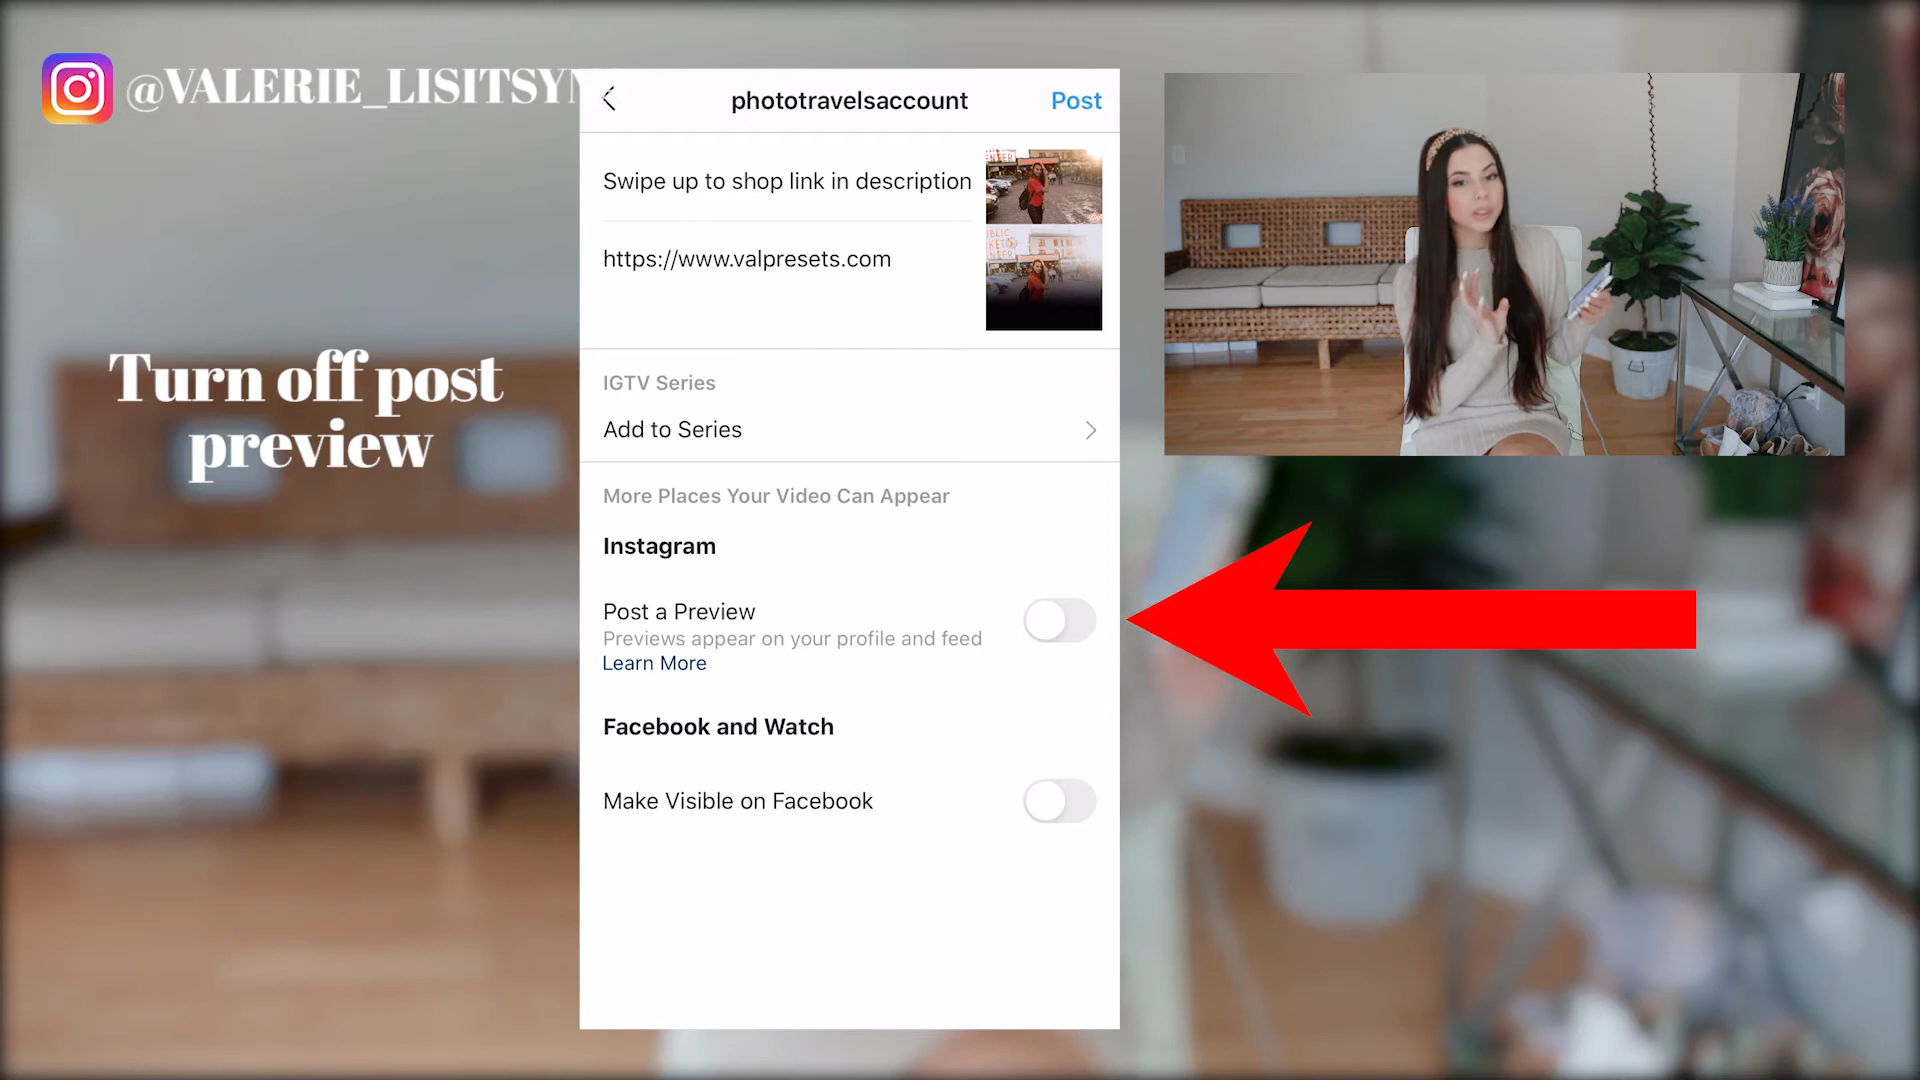 @VALERIE_LISITSYN
phototravelsaccount
Post
Swipe up to shop link in description
https://www.valpresets.com
Turn off post
preview
IGTV Series
Add to Series
More Places Your Video Can Appear
Instagram
Post a Preview
Previews appear on your profile and feed
Learn More
Facebook and Watch
Make Visible on Facebook